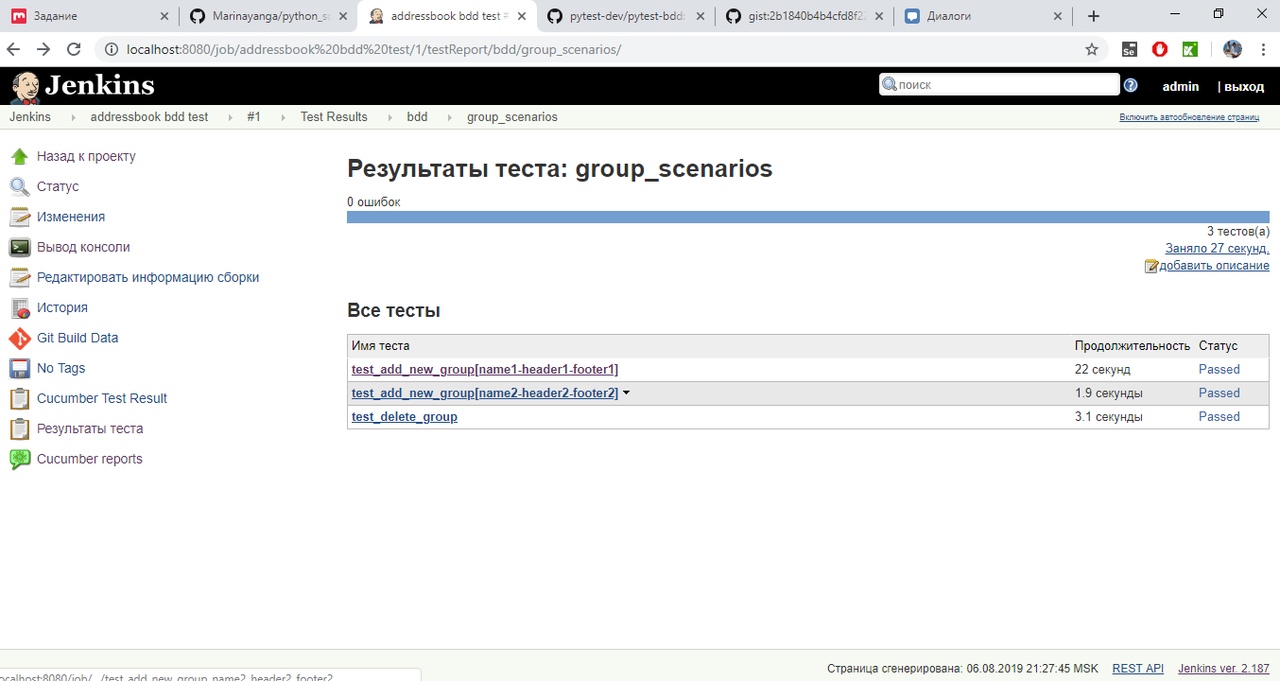 Задание
Marinayanga/python_s
addressbook bdd test #
pytest-dev/pytest-bdd:
gist:2b1840b4b4cfd8f2
Диалоги
localhost:8080/job/addressbook%20bdd%20test/1/testReport/bdd/group_scenarios/
Jenkins
поиск
admin
| выход
Jenkins
addressbook bdd test
#1
Test Results
bdd
group_scenarios
Включить автообновление страниц
Назад к проекту
Статус
Изменения
Вывод консоли
Редактировать информацию сборки
История
Git Build Data
No Tags
Cucumber Test Result
Результаты теста
Cucumber reports
Результаты теста: group_scenarios
0 ошибок
3 тестов(а)
Заняло 27 секунд.
добавить описание
Все тесты
Имя теста Продолжительность Статус
test_add_new_group[name1-header1-footer1] 22 секунд Passed
test_add_new_group[name2-header2-footer2] 1.9 секунды Passed
test_delete_group 3.1 секунды Passed
Страница сгенерирована: 06.08.2019 21:27:45 MSK REST API Jenkins ver. 2.187
ocalhost:8080/job/.../test_add_new_group_name2_header2_footer2_